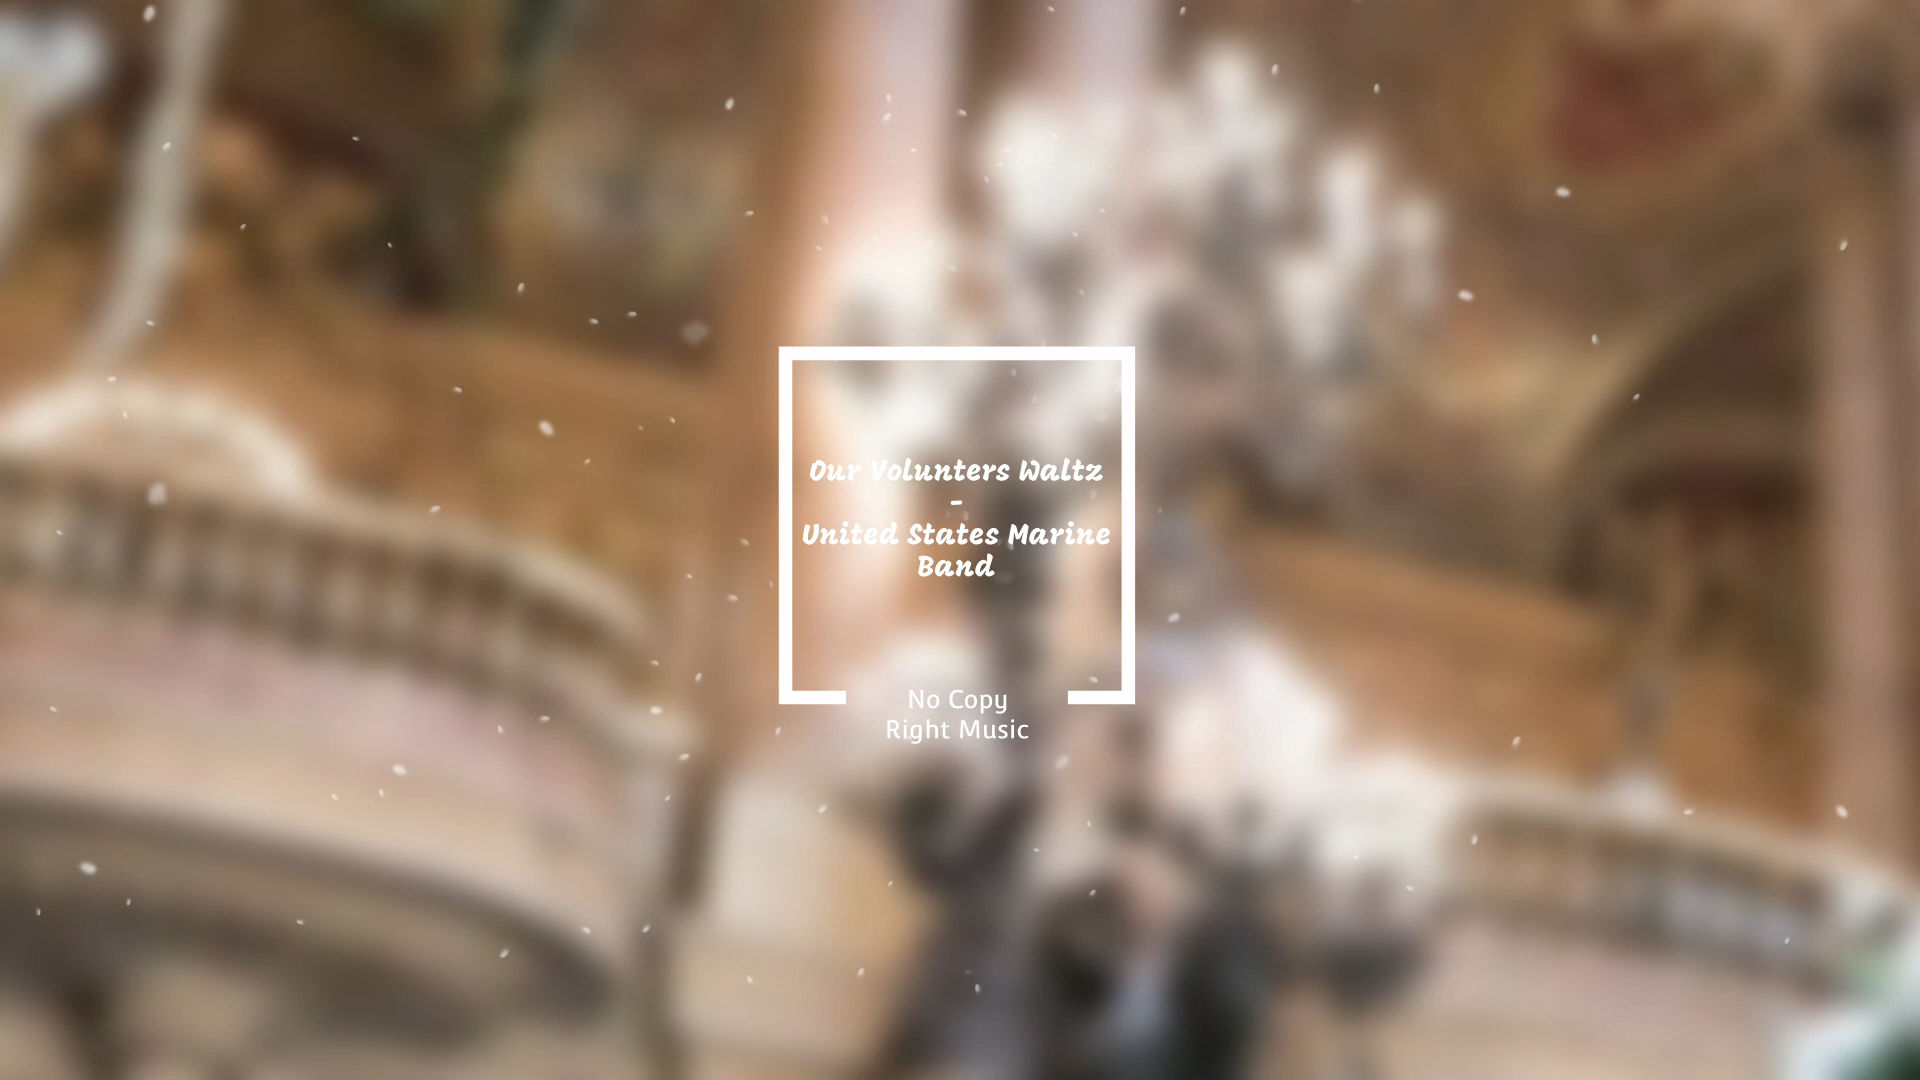 Our Volunters Waltz
-
United States Marine
Band
No Copy
Right Music